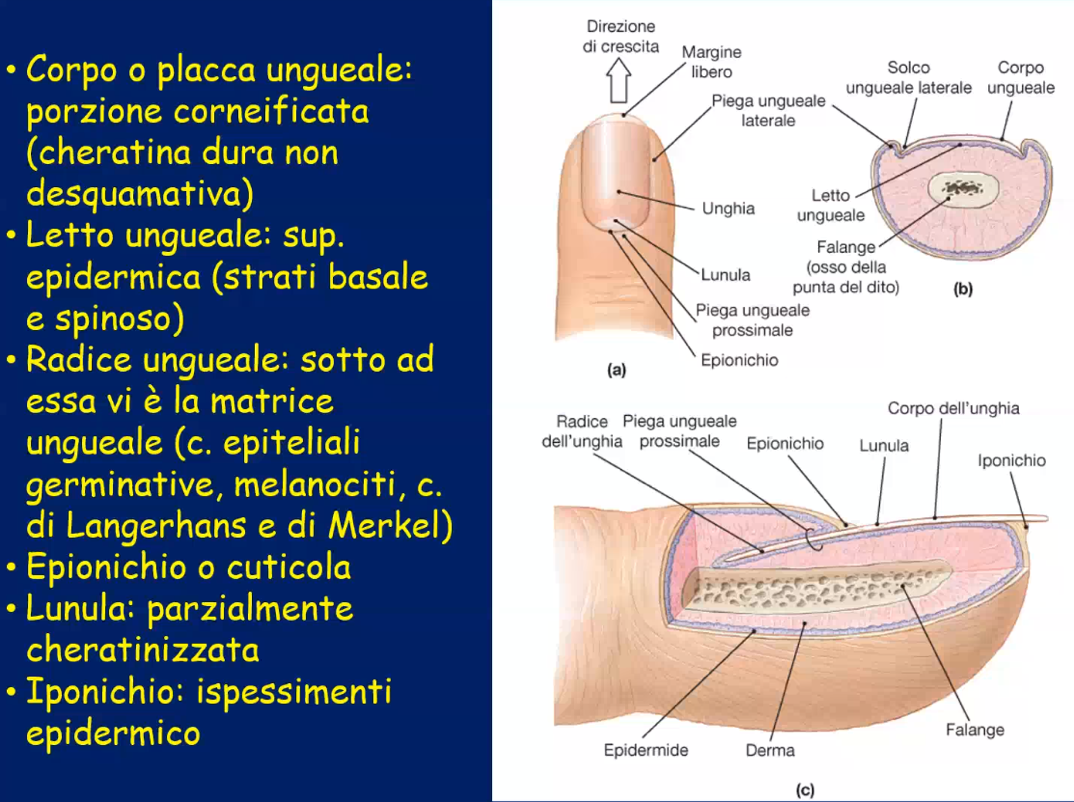 • Corpo o placca ungueale:
porzione corneificata
(cheratina dura non
desquamativa)
• Letto ungueale: sup.
epidermica (strati basale
e spinoso)
• Radice ungueale: sotto ad
essa vi è la matrice
ungueale (c. epiteliali
germinative, melanociti, c.
di Langerhans e di Merkel)
• Epionichio o cuticola
• Lunula: parzialmente
cheratinizzata
• Iponichio: ispessimenti
epidermico
Direzione
di crescita
Margine
libero
Piega ungueale
laterale
Unghia
Lunula
Piega ungueale
prossimale
Epionichio
(a)
Solco
ungueale laterale
Corpo
ungueale
Letto
ungueale
Falange
(osso della
punta del dito)
(b)
Radice
dell'unghia
Piega ungueale
prossimale
Epionichio
Lunula
Corpo dell'unghia
Iponichio
Epidermide
Derma
Falange
(c)